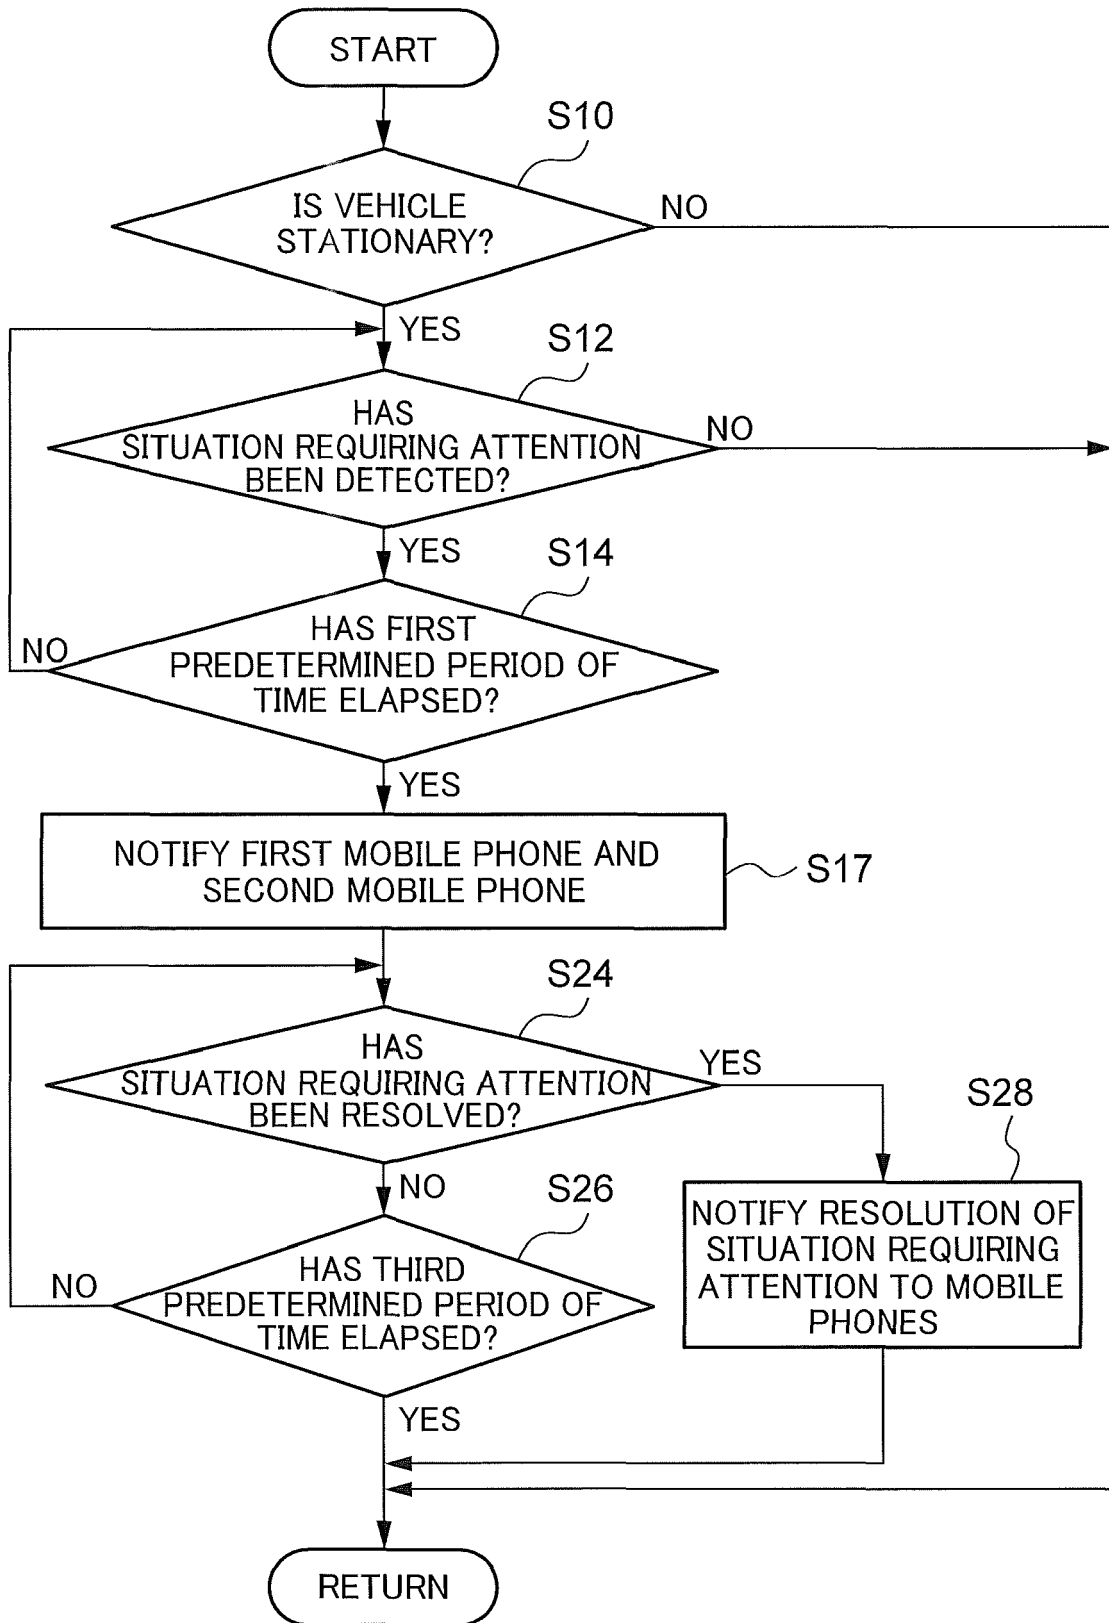 START
S10
IS VEHICLE
STATIONARY?
NO
YES
S12
HAS
SITUATION REQUIRING ATTENTION
BEEN DETECTED?
NO
YES
S14
HAS FIRST
PREDETERMINED PERIOD OF
TIME ELAPSED?
NO
YES
NOTIFY FIRST MOBILE PHONE AND
SECOND MOBILE PHONE
S17
S24
HAS
SITUATION REQUIRING ATTENTION
BEEN RESOLVED?
YES
NO
S28
NOTIFY RESOLUTION OF
SITUATION REQUIRING
ATTENTION TO MOBILE
PHONES
S26
HAS THIRD
PREDETERMINED PERIOD OF
TIME ELAPSED?
NO
YES
RETURN